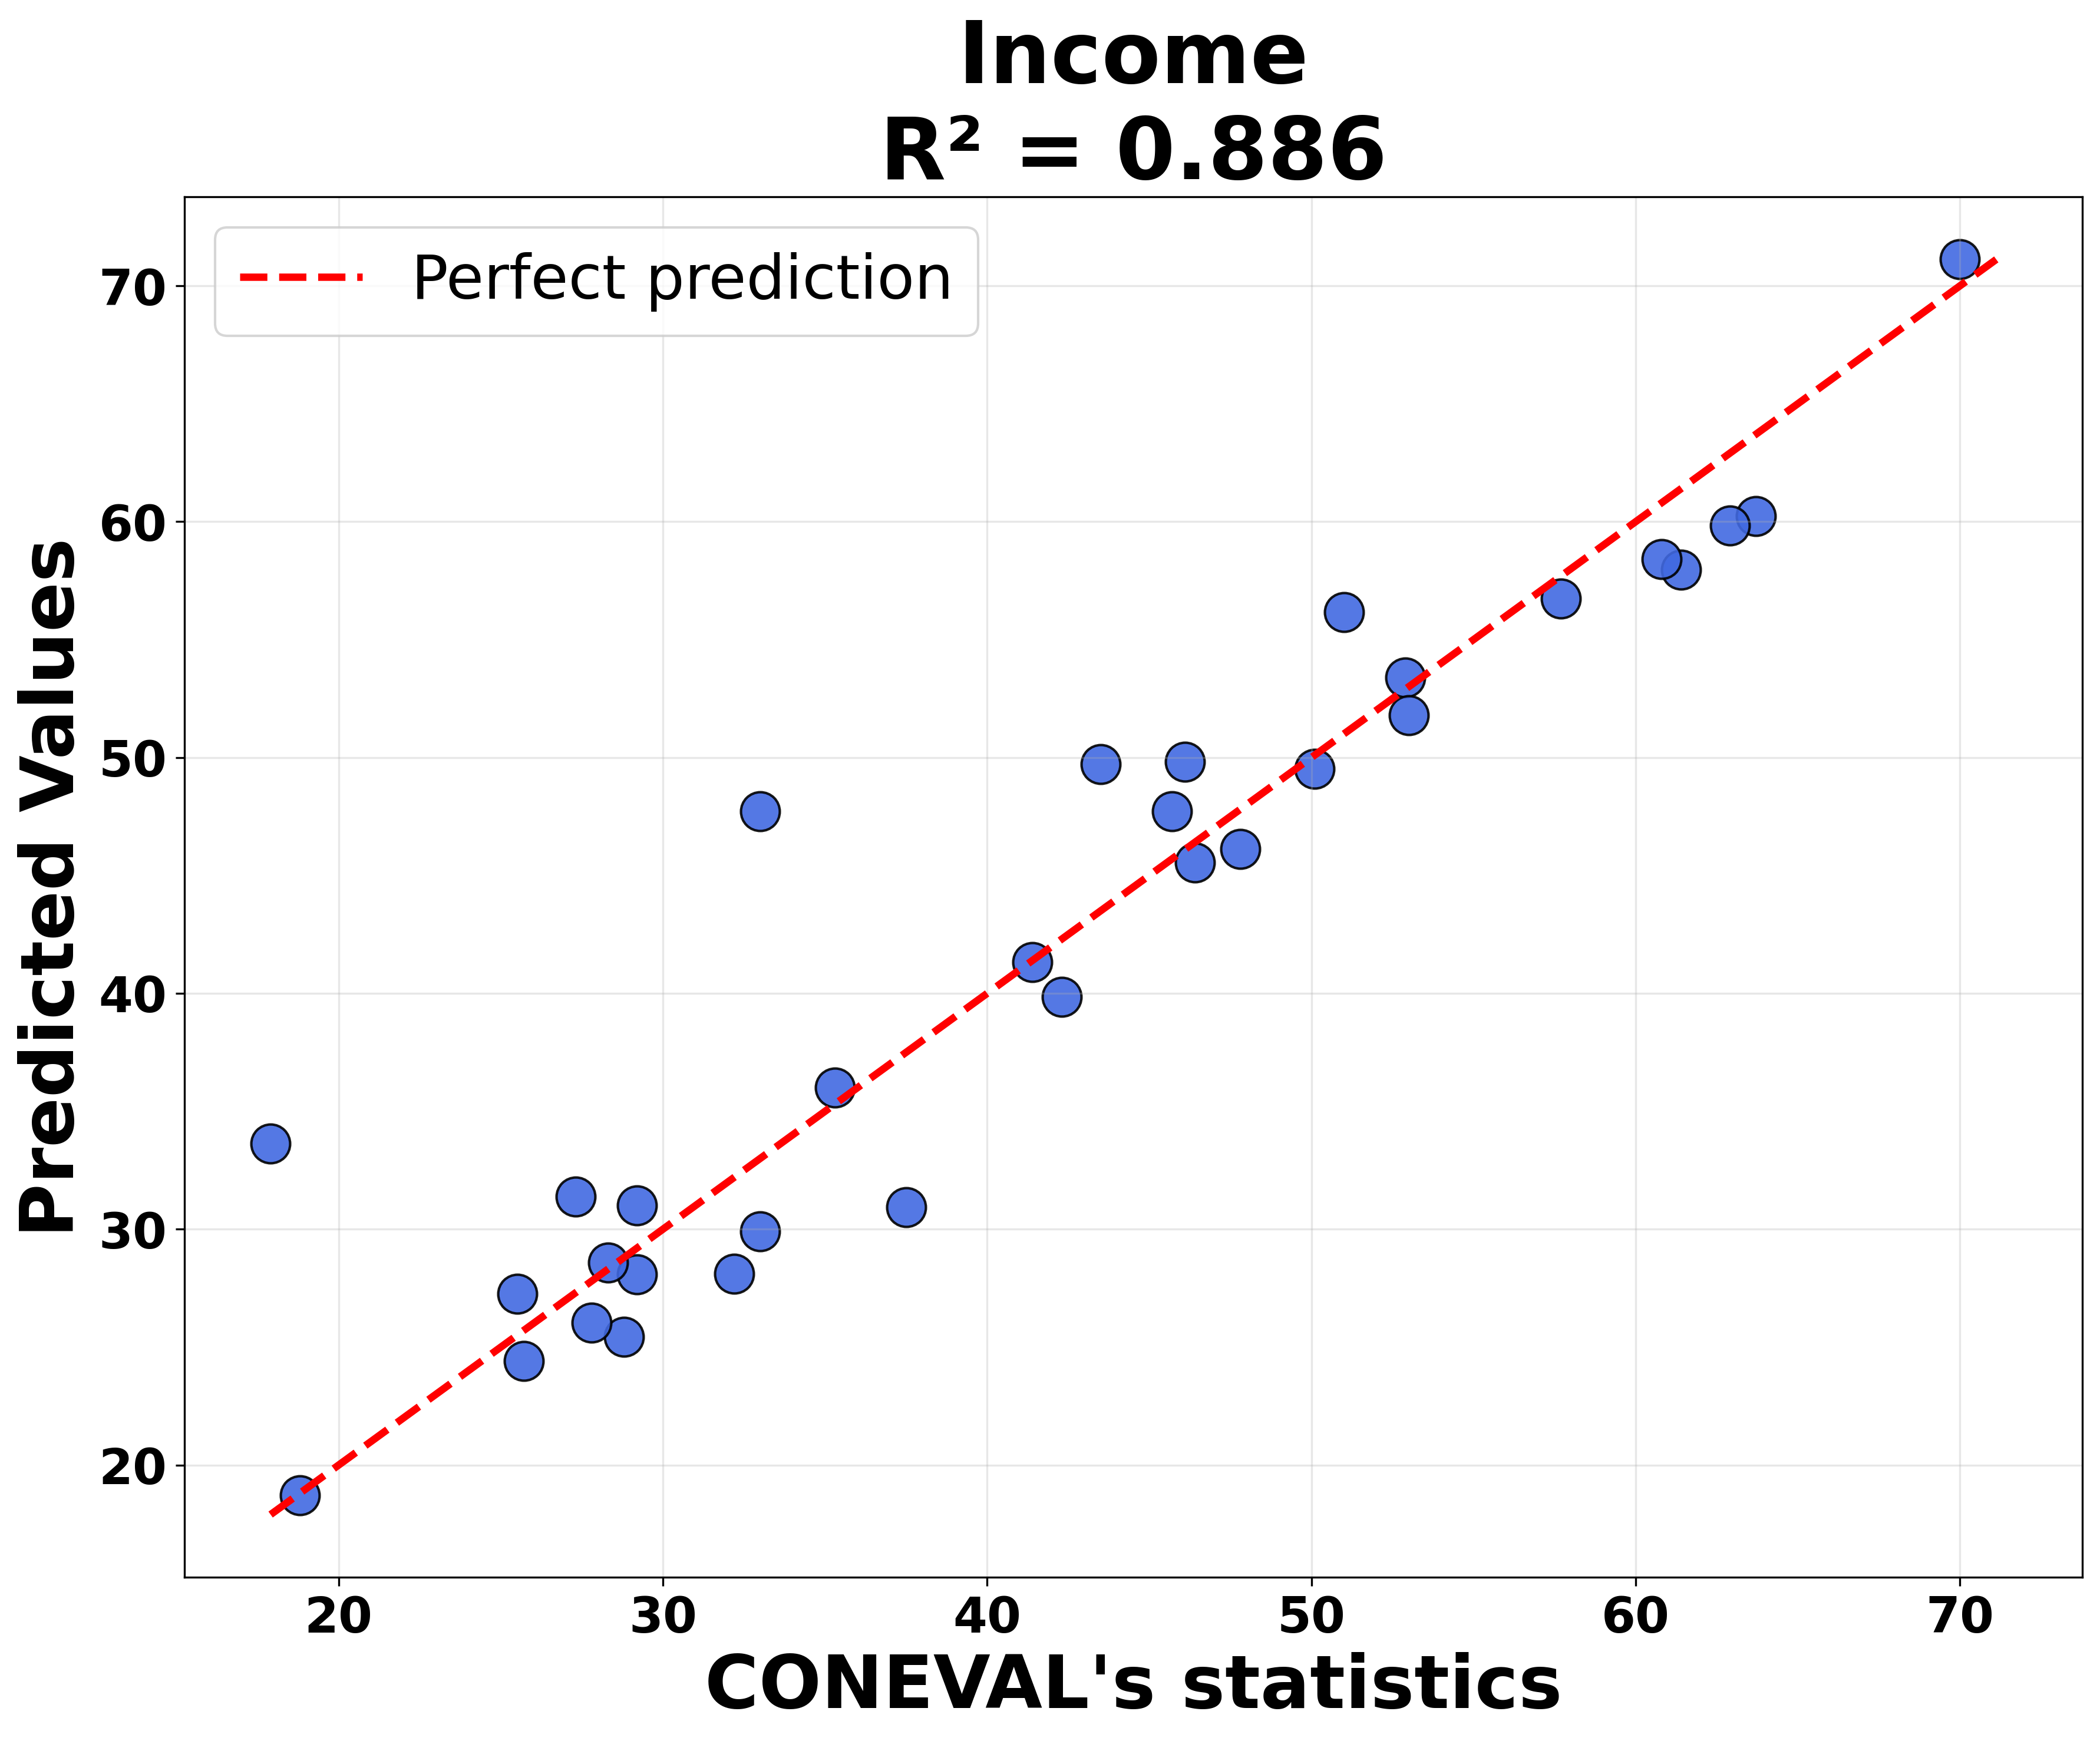 Income
R² = 0.886
Perfect prediction
Predicted Values
70
60
50
40
30
20
20 30 40 50 60 70
CONEVAL's statistics